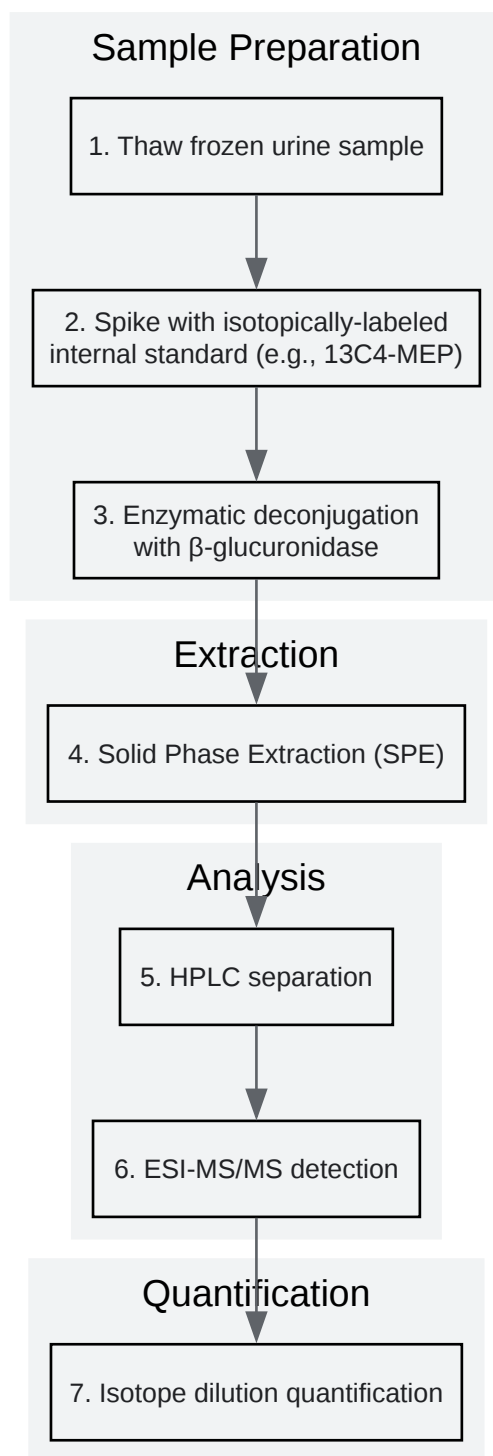 Sample Preparation
1. Thaw frozen urine sample
2. Spike with isotopically-labeled
internal standard (e.g., 13C4-MEP)
3. Enzymatic deconjugation
with β-glucuronidase
Extraction
4. Solid Phase Extraction (SPE)
Analysis
5. HPLC separation
6. ESI-MS/MS detection
Quantification
7. Isotope dilution quantification